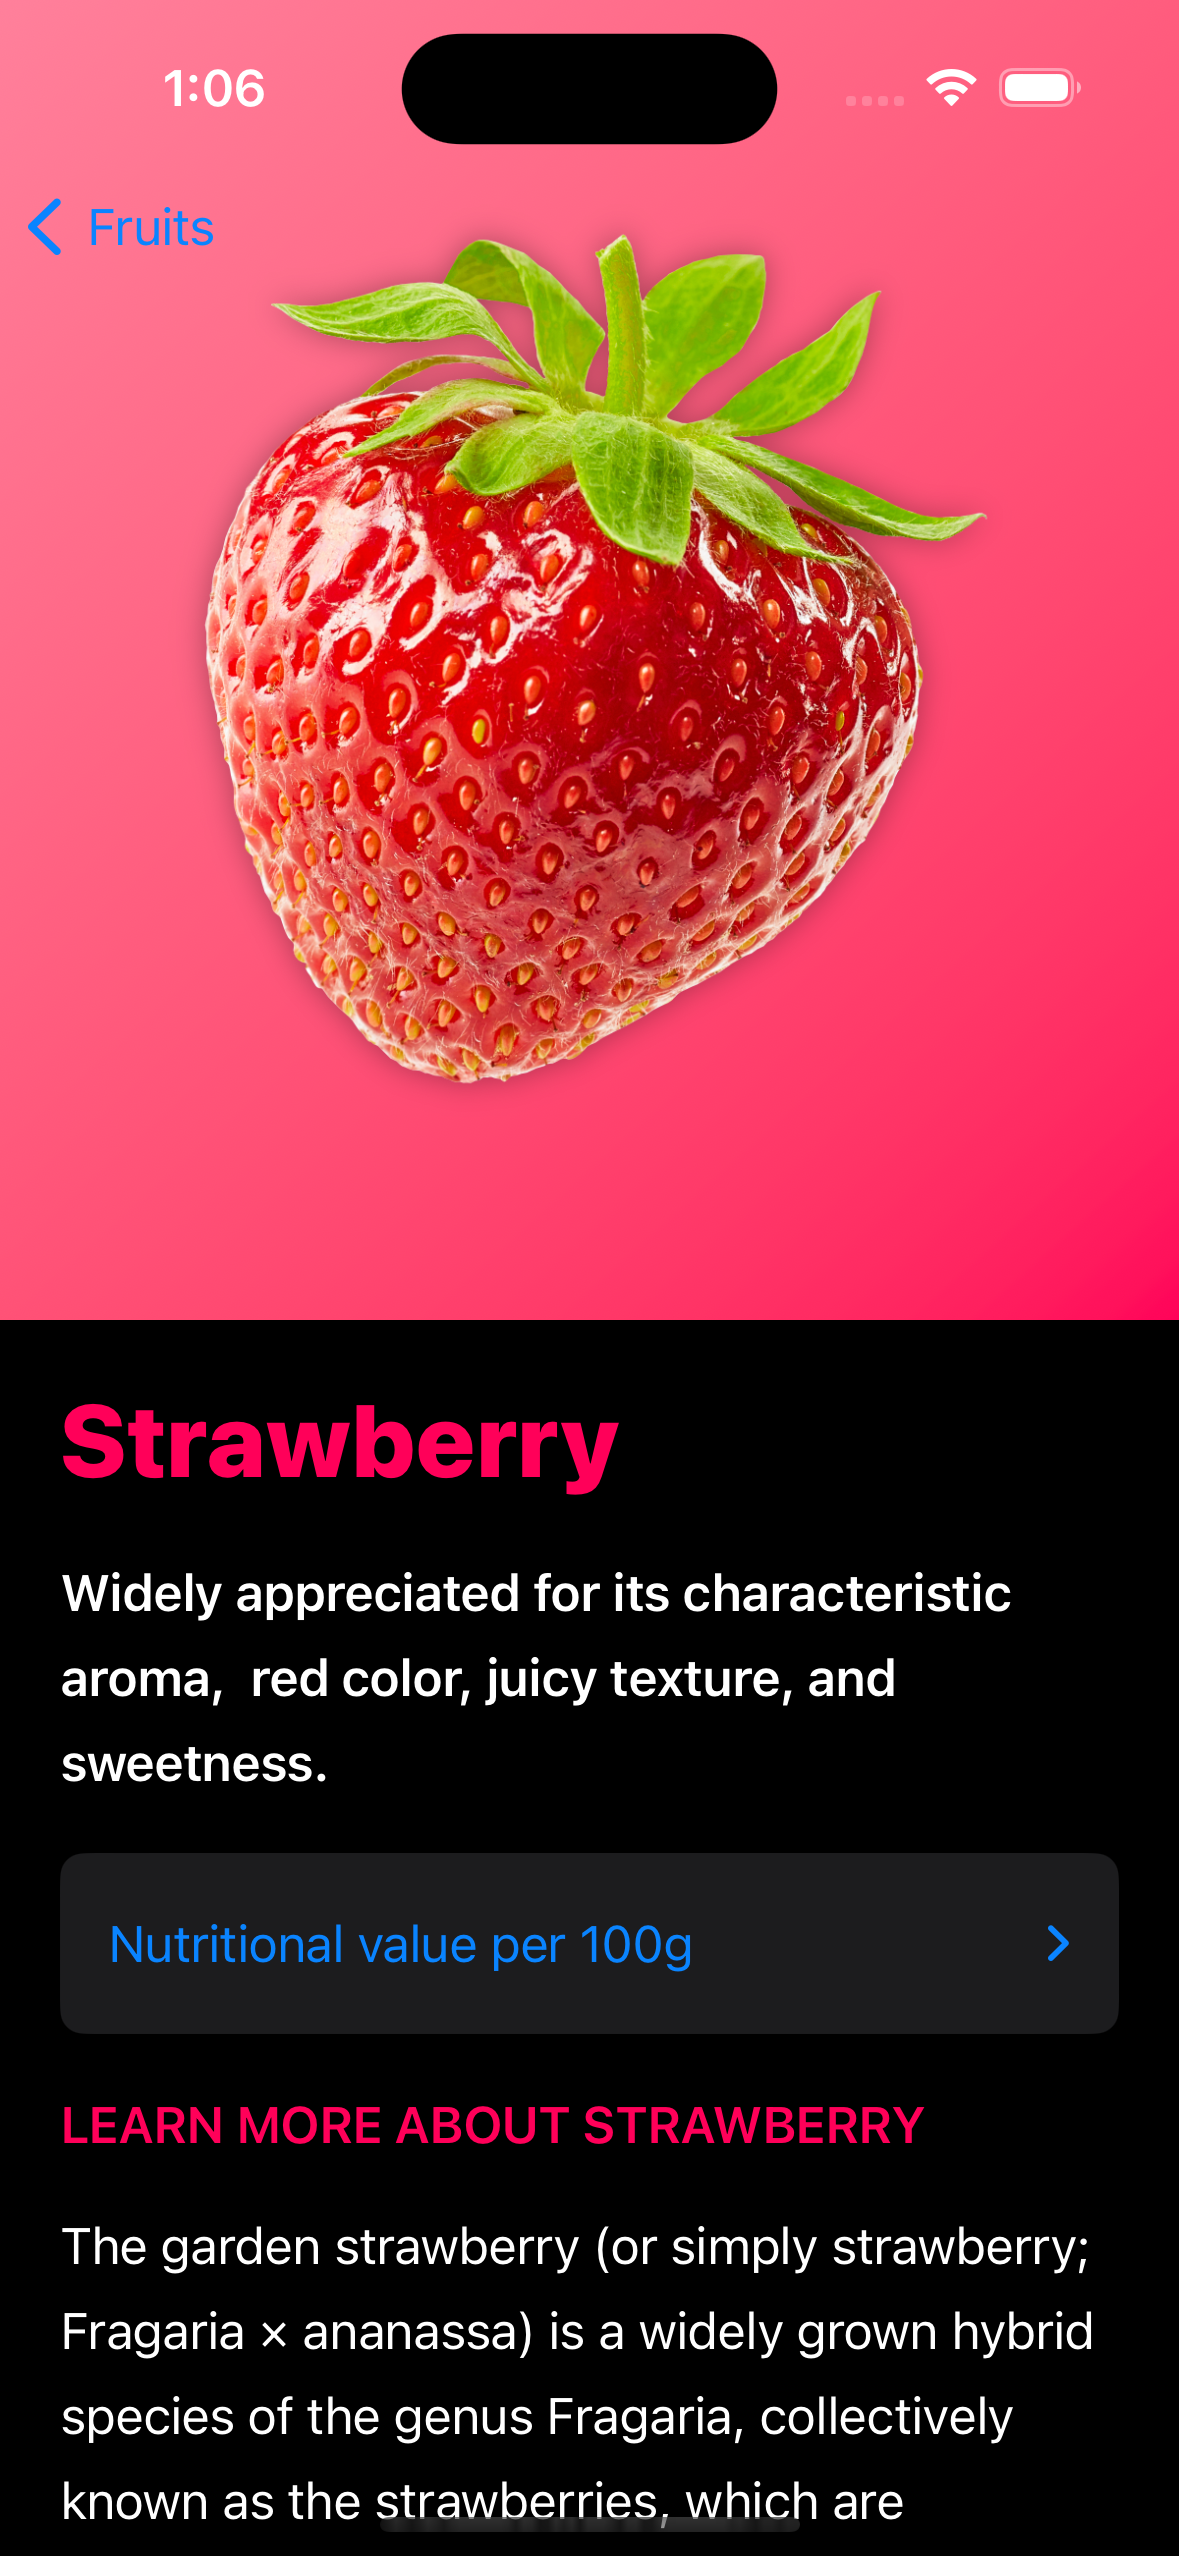 1:06
Fruits
Strawberry
Widely appreciated for its characteristic
aroma,  red color, juicy texture, and
sweetness.
Nutritional value per 100g
LEARN MORE ABOUT STRAWBERRY
The garden strawberry (or simply strawberry;
Fragaria × ananassa) is a widely grown hybrid
species of the genus Fragaria, collectively
known as the strawberries, which are